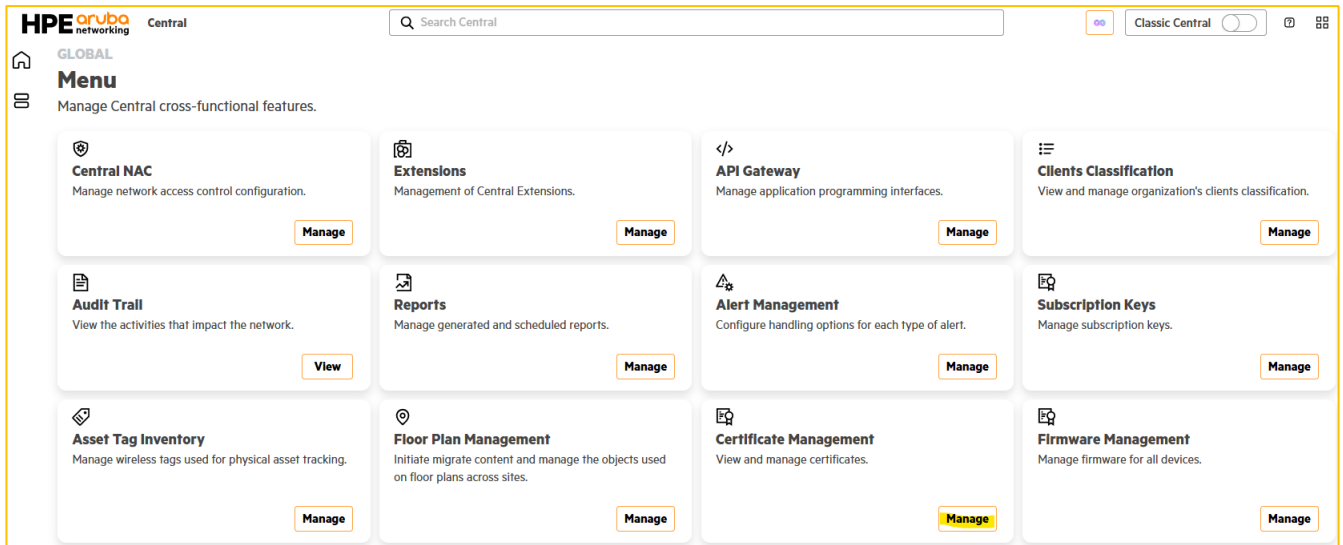 HPE aruba networking Central
Search Central
Classic Central
GLOBAL
Menu
Manage Central cross-functional features.
Central NAC
Manage network access control configuration.
Manage
Extensions
Management of Central Extensions.
Manage
API Gateway
Manage application programming interfaces.
Manage
Clients Classification
View and manage organization's clients classification.
Manage
Audit Trail
View the activities that impact the network.
View
Reports
Manage generated and scheduled reports.
Manage
Alert Management
Configure handling options for each type of alert.
Manage
Subscription Keys
Manage subscription keys.
Manage
Asset Tag Inventory
Manage wireless tags used for physical asset tracking.
Manage
Floor Plan Management
Initiate migrate content and manage the objects used
on floor plans across sites.
Manage
Certificate Management
View and manage certificates.
Manage
Firmware Management
Manage firmware for all devices.
Manage